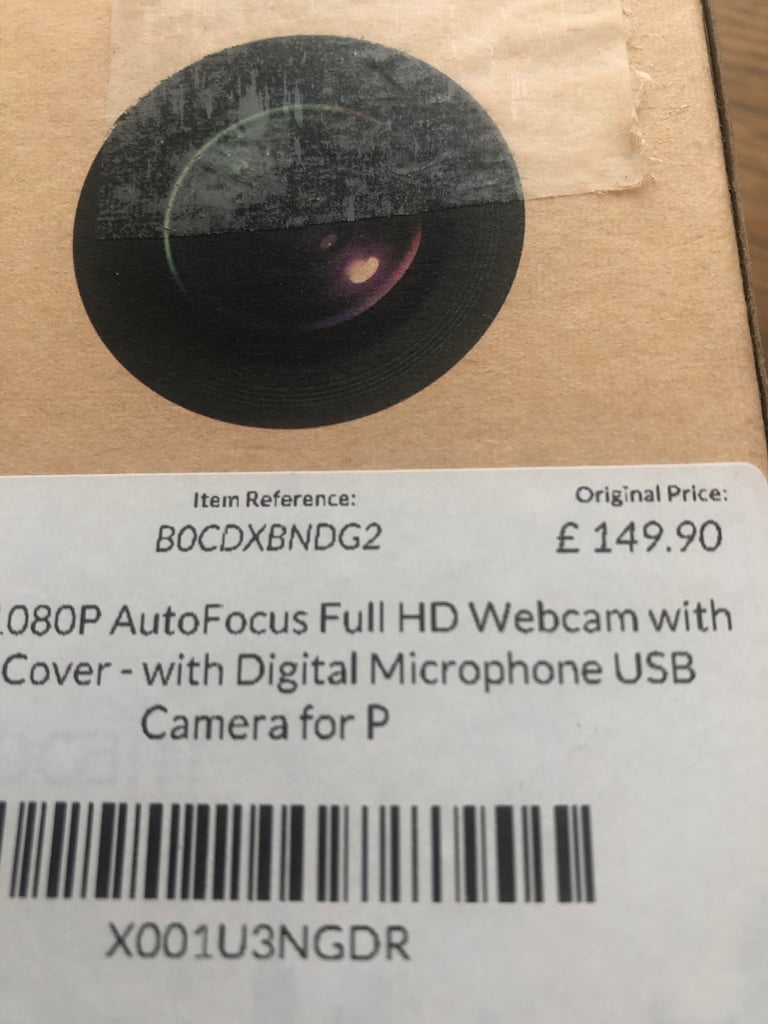 Item Reference:
B0CDXBNDG2
Original Price:
£ 149.90
1080P AutoFocus Full HD Webcam with
Cover - with Digital Microphone USB
Camera for P
X001U3NGDR